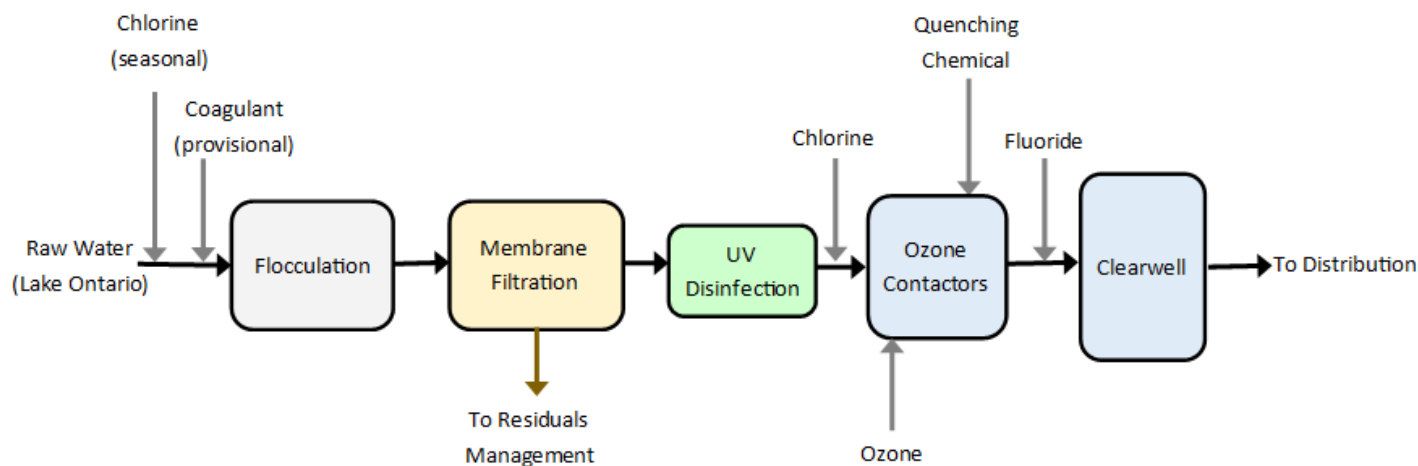 Chlorine
(seasonal)
Coagulant
(provisional)
Raw Water
(Lake Ontario)
Flocculation
Membrane
Filtration
To Residuals
Management
UV
Disinfection
Chlorine
Quenching
Chemical
Ozone
Contactors
Ozone
Fluoride
Clearwell
To Distribution